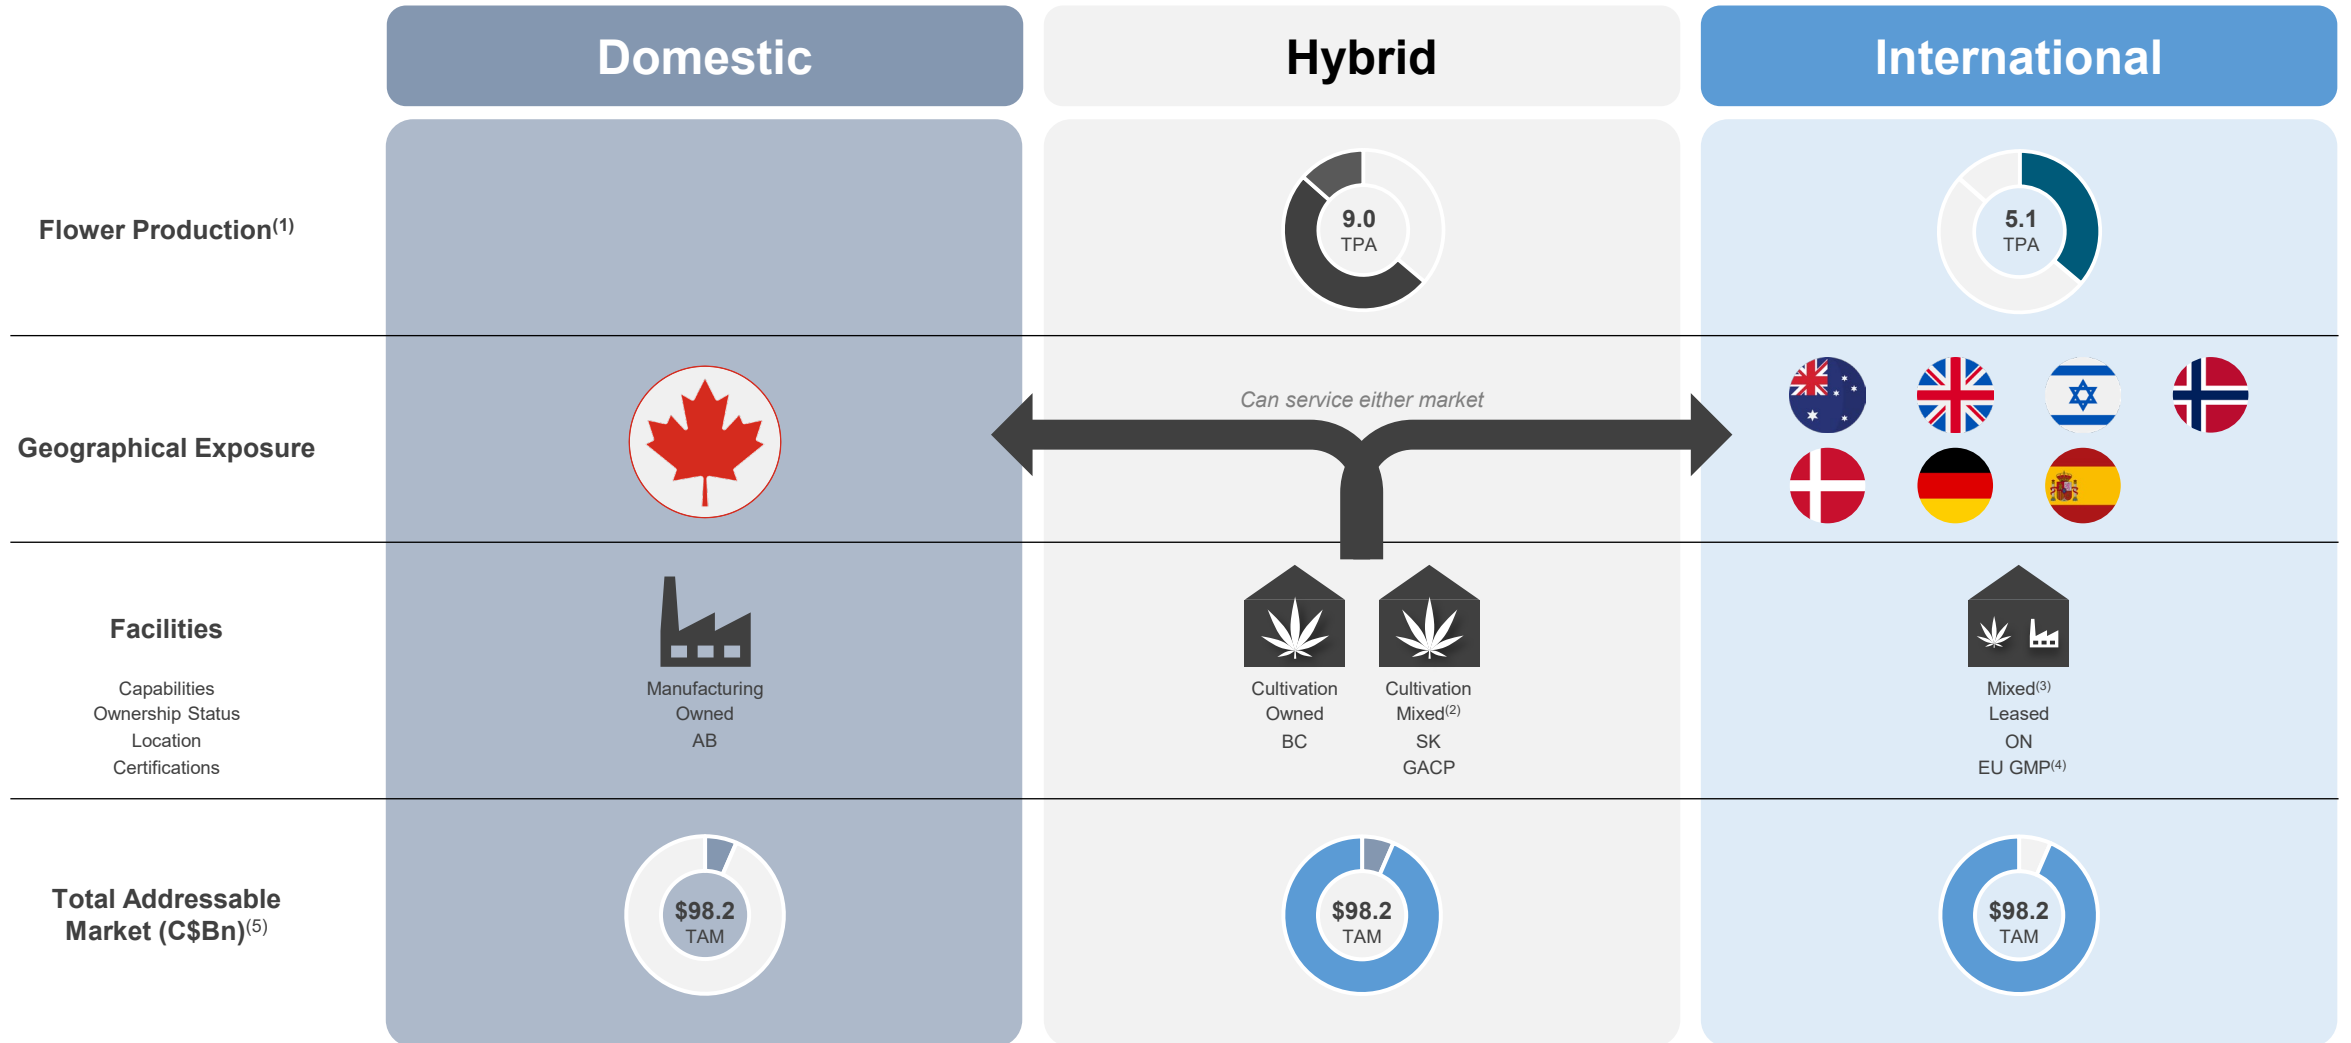 Domestic
Hybrid
International
Flower Production(1)
9.0
TPA
5.1
TPA
Geographical Exposure
Can service either market
Facilities
Capabilities
Ownership Status
Location
Certifications
Manufacturing
Owned
AB
Cultivation
Owned
BC
Cultivation
Mixed(2)
SK
GACP
Mixed(3)
Leased
ON
EU GMP(4)
Total Addressable
Market (C$Bn)(5)
$98.2
TAM
$98.2
TAM
$98.2
TAM